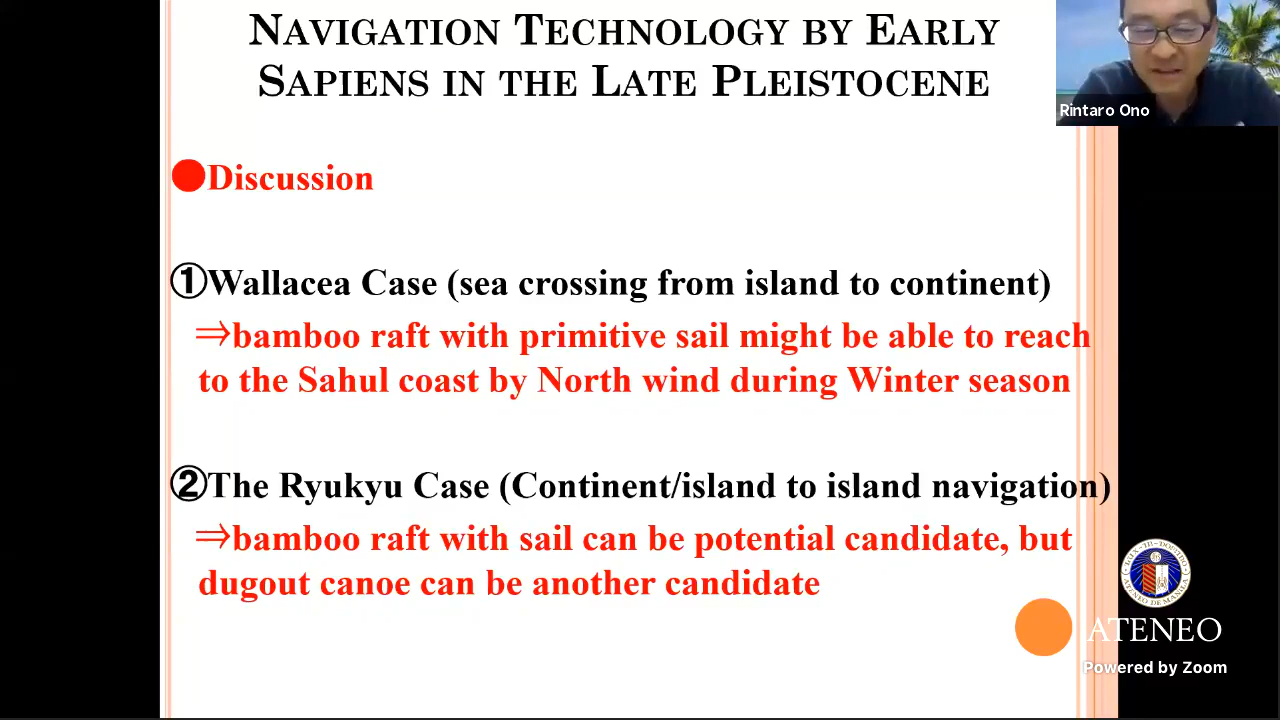 NAVIGATION TECHNOLOGY BY EARLY
SAPIENS IN THE LATE PLEISTOCENE
Rintaro Ono
●Discussion
①Wallacea Case (sea crossing from island to continent)
⇒bamboo raft with primitive sail might be able to reach
to the Sahul coast by North wind during Winter season
②The Ryukyu Case (Continent/island to island navigation)
⇒bamboo raft with sail can be potential candidate, but
dugout canoe can be another candidate
ATENEO
Powered by Zoom